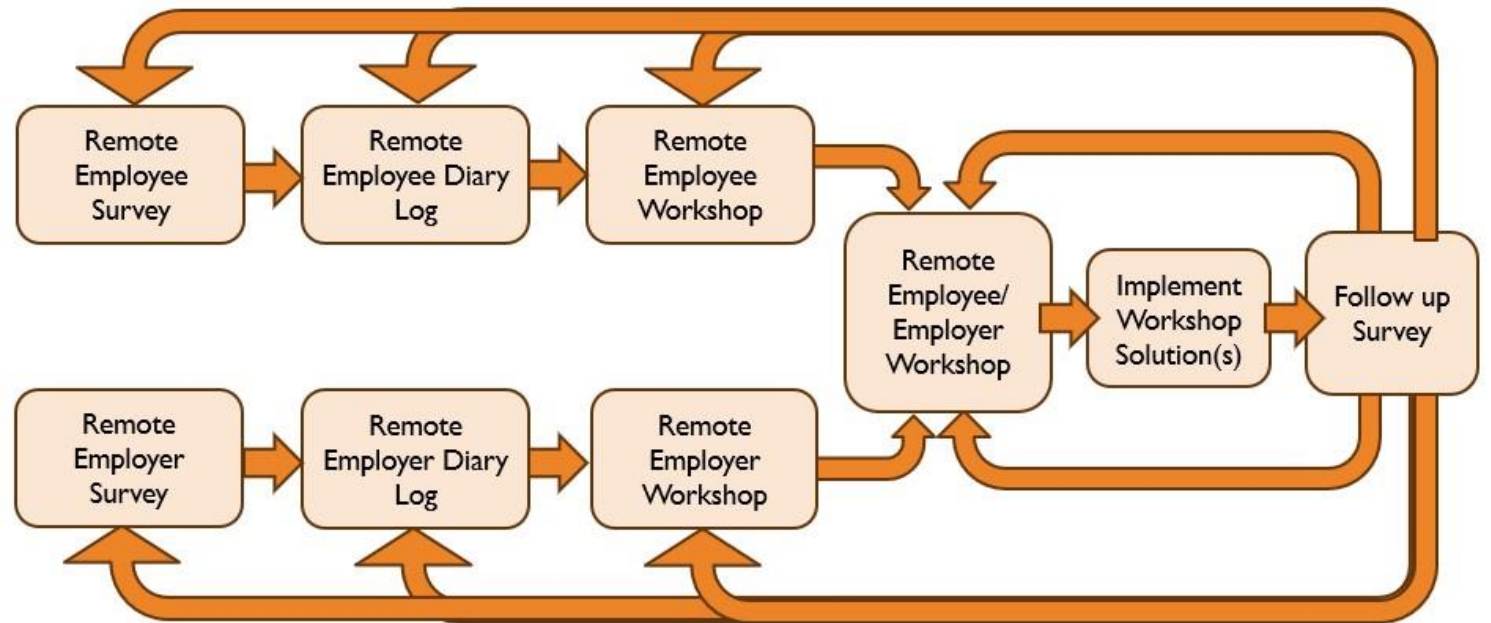 Remote
Employee
Survey
Remote
Employee Diary
Log
Remote
Employee
Workshop
Remote
Employee/
Employer
Workshop
Implement
Workshop
Solution(s)
Follow up
Survey
Remote
Employer
Survey
Remote
Employer Diary
Log
Remote
Employer
Workshop